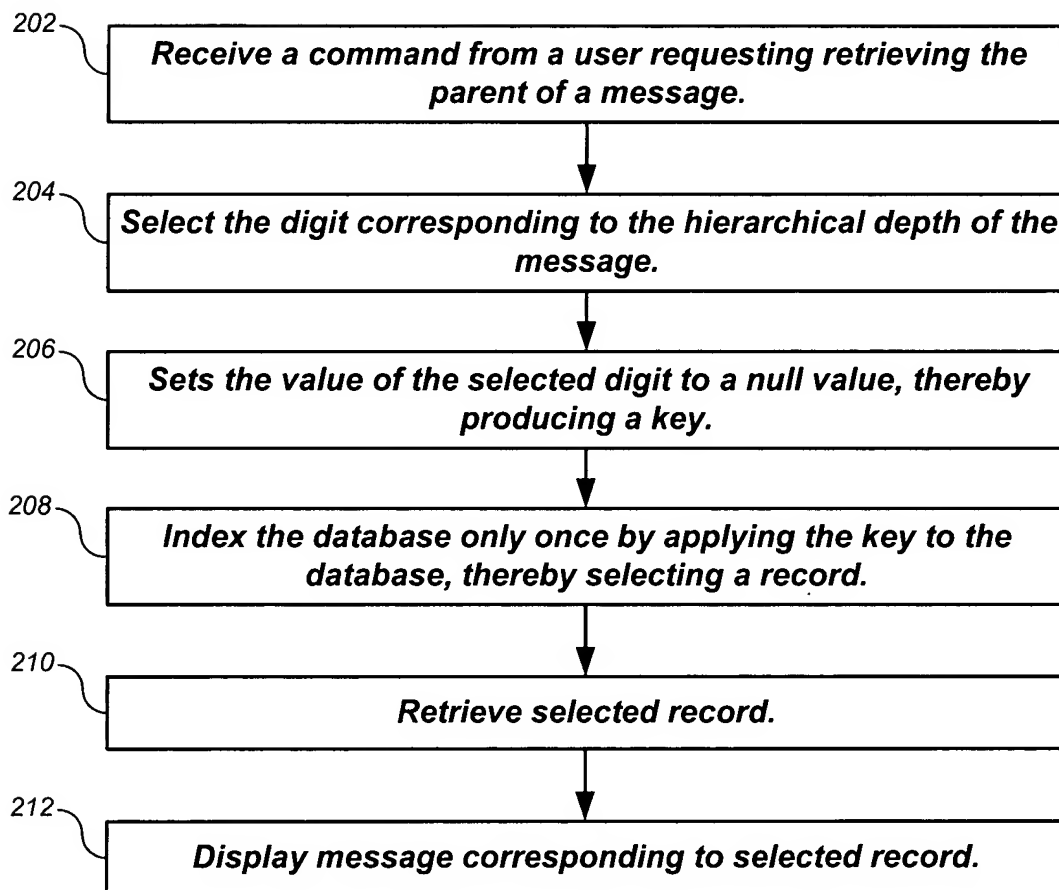 202
Receive a command from a user requesting retrieving the
parent of a message.
204
Select the digit corresponding to the hierarchical depth of the
message.
206
Sets the value of the selected digit to a null value, thereby
producing a key.
208
Index the database only once by applying the key to the
database, thereby selecting a record.
210
Retrieve selected record.
212
Display message corresponding to selected record.